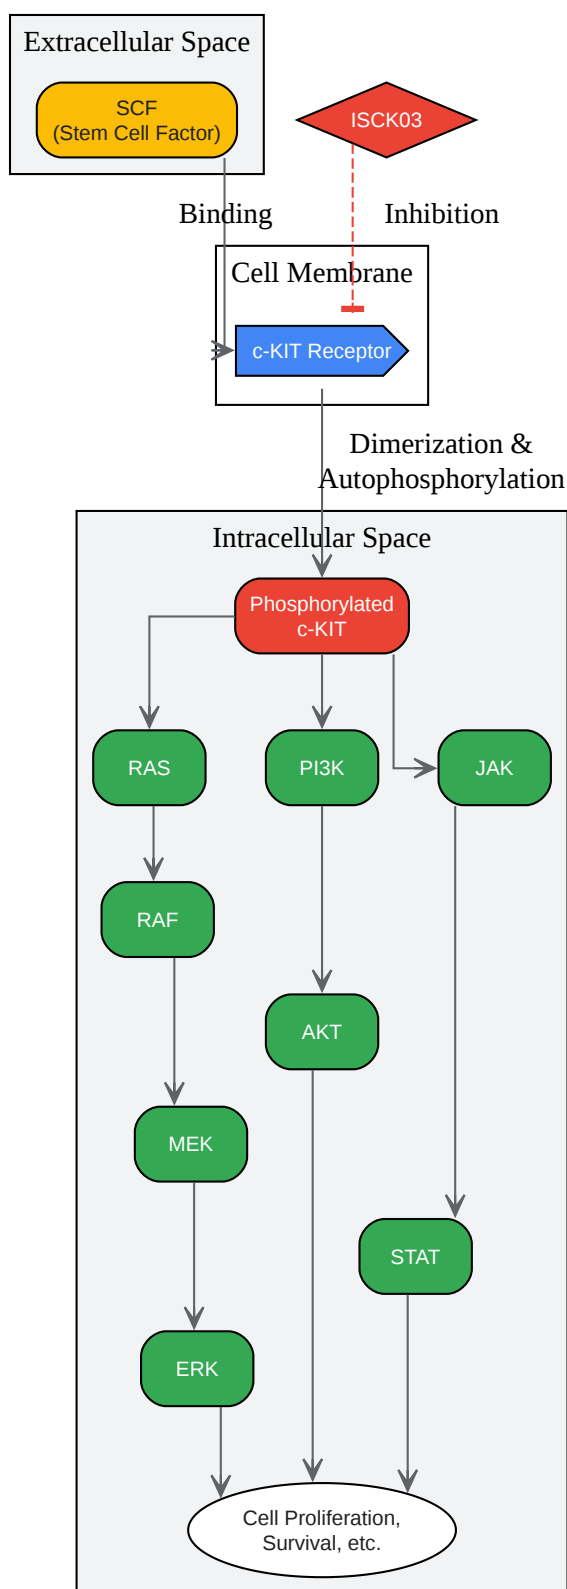 Extracellular Space
SCF
(Stem Cell Factor)
ISCK03
Binding
Inhibition
Cell Membrane
c-KIT Receptor
Dimerization &
Autophosphorylation
Intracellular Space
Phosphorylated
c-KIT
RAS
PI3K
JAK
RAF
AKT
MEK
STAT
ERK
Cell Proliferation,
Survival, etc.